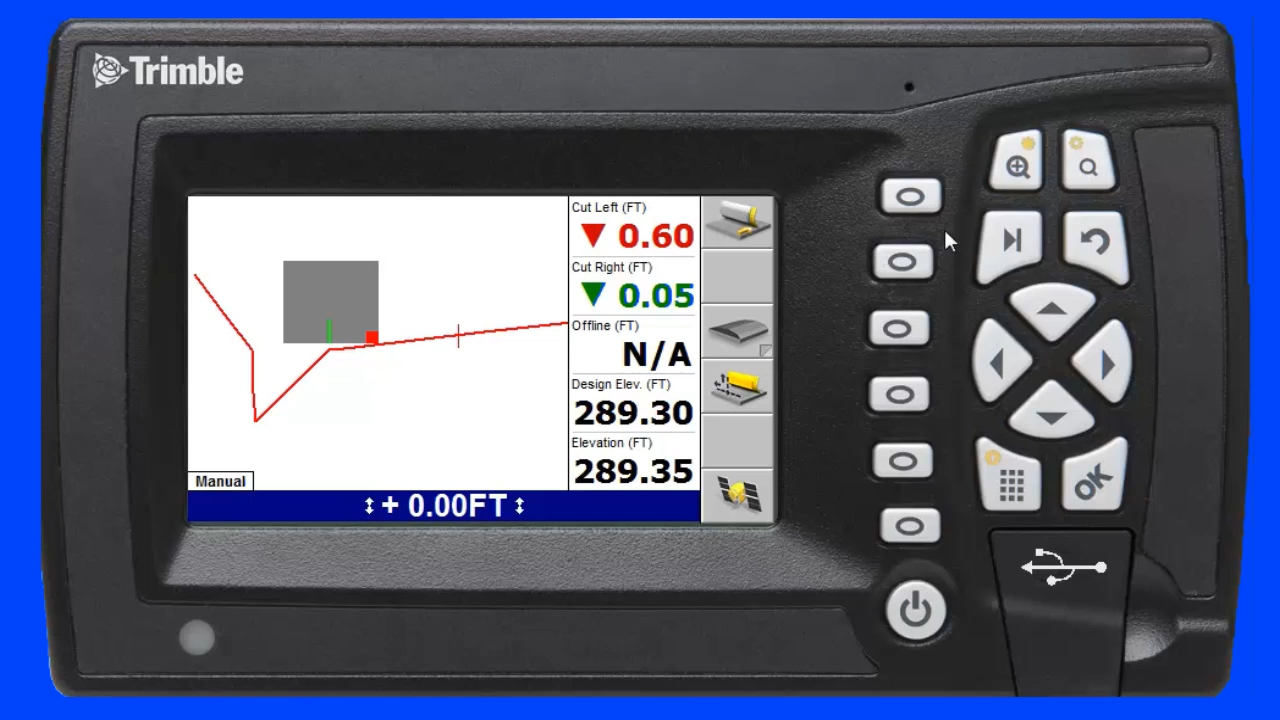 Trimble
Cut Left (FT)
▼ 0.60
Cut Right (FT)
▼ 0.05
Offline (FT)
N/A
Design Elev. (FT)
289.30
Elevation (FT)
289.35
Manual
+ 0.00FT
OK